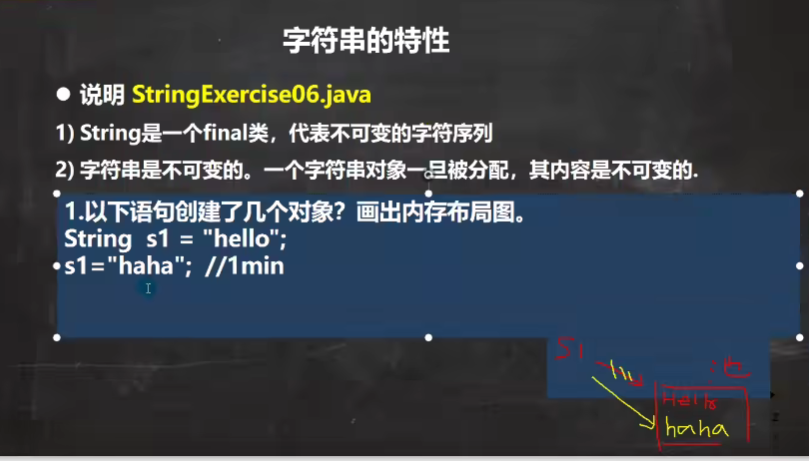 字符串的特性
● 说明 StringExercise06.java
1) String是一个final类，代表不可变的字符序列
2) 字符串是不可变的。一个字符串对象一旦被分配，其内容是不可变的.
1.以下语句创建了几个对象？画出内存布局图。
String s1 = "hello";
s1="haha"; //1min
S1
池
Hello
haha